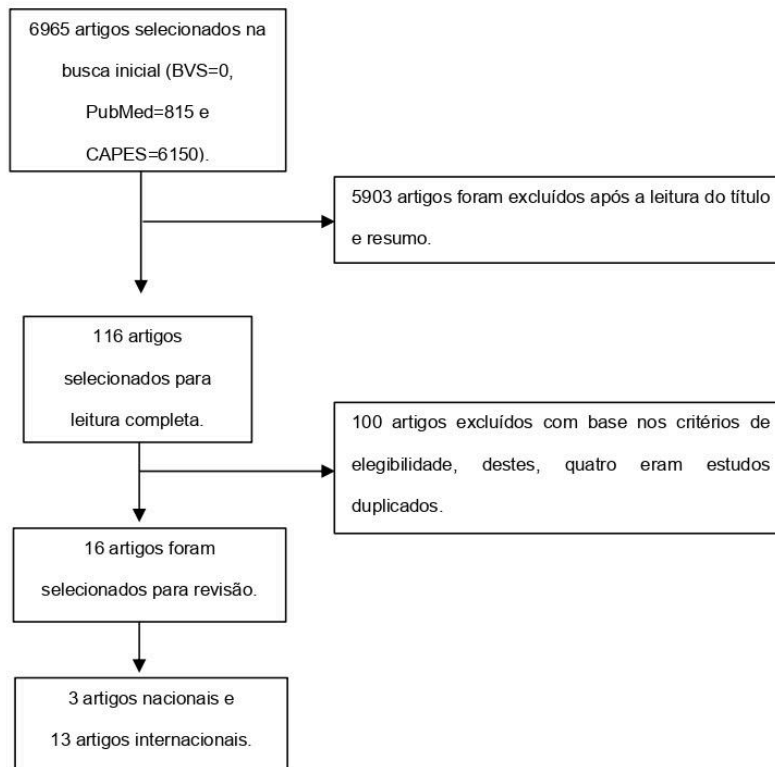 6965 artigos selecionados na
busca inicial (BVS=0,
PubMed=815 e
CAPES=6150).
5903 artigos foram excluídos após a leitura do título
e resumo.
116 artigos
selecionados para
leitura completa.
100 artigos excluídos com base nos critérios de
elegibilidade, destes, quatro eram estudos
duplicados.
16 artigos foram
selecionados para revisão.
3 artigos nacionais e
13 artigos internacionais.